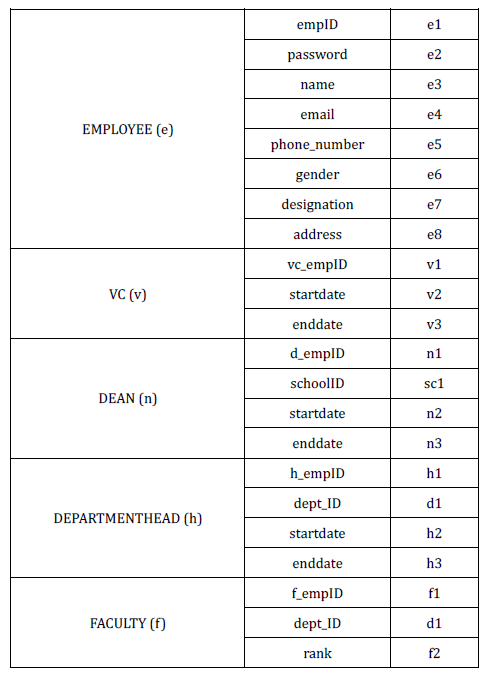 empID e1
password e2
name e3
email e4
EMPLOYEE (e)
phone_number e5
gender e6
designation e7
address e8
vc_empID v1
VC (v) startdate v2
enddate v3
d_empID n1
schoolID sc1
DEAN (n)
startdate n2
enddate n3
h_empID h1
dept_ID d1
DEPARTMENTHEAD (h)
startdate h2
enddate h3
f_empID f1
FACULTY (f) dept_ID d1
rank f2